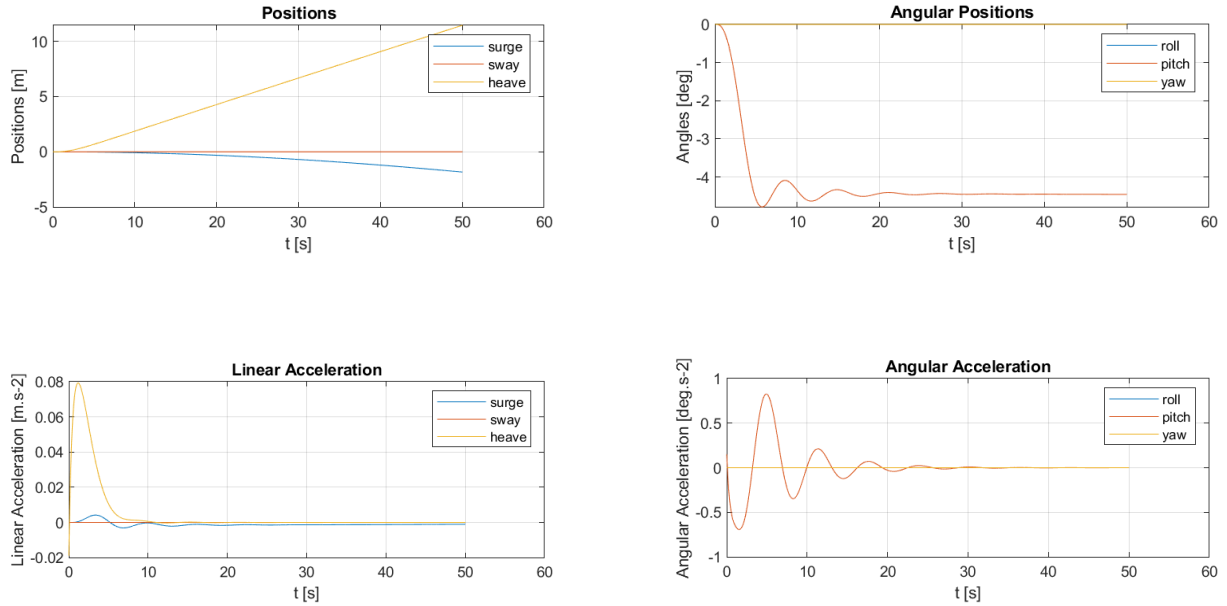 Positions
Positions [m]
10
5
0
-5
0 10 20 30 40 50 60
t [s]
surge
sway
heave
Angular Positions
Angles [deg]
0
-1
-2
-3
-4
0 10 20 30 40 50 60
t [s]
roll
pitch
yaw
Linear Acceleration
Linear Acceleration [m.s-2]
0.08
0.06
0.04
0.02
0
-0.02
0 10 20 30 40 50 60
t [s]
surge
sway
heave
Angular Acceleration
Angular Acceleration [deg.s-2]
1
0.5
0
-0.5
-1
0 10 20 30 40 50 60
t [s]
roll
pitch
yaw